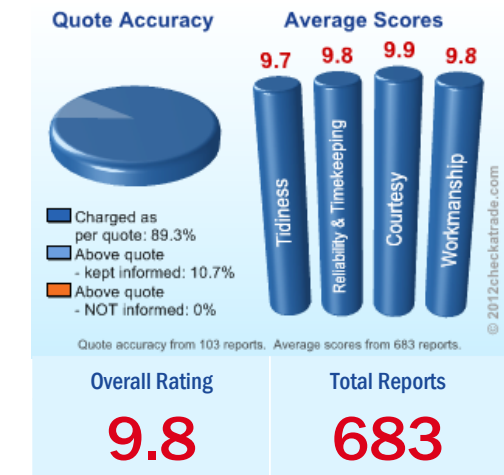 Quote Accuracy
Average Scores
9.7
9.8
9.9
9.8
Tidiness
Reliability & Timekeeping
Courtesy
Workmanship
Charged as
per quote: 89.3%
Above quote
- kept informed: 10.7%
Above quote
- NOT informed: 0%
© 2012checkatrade.com
Quote accuracy from 103 reports. Average scores from 683 reports.
Overall Rating
9.8
Total Reports
683